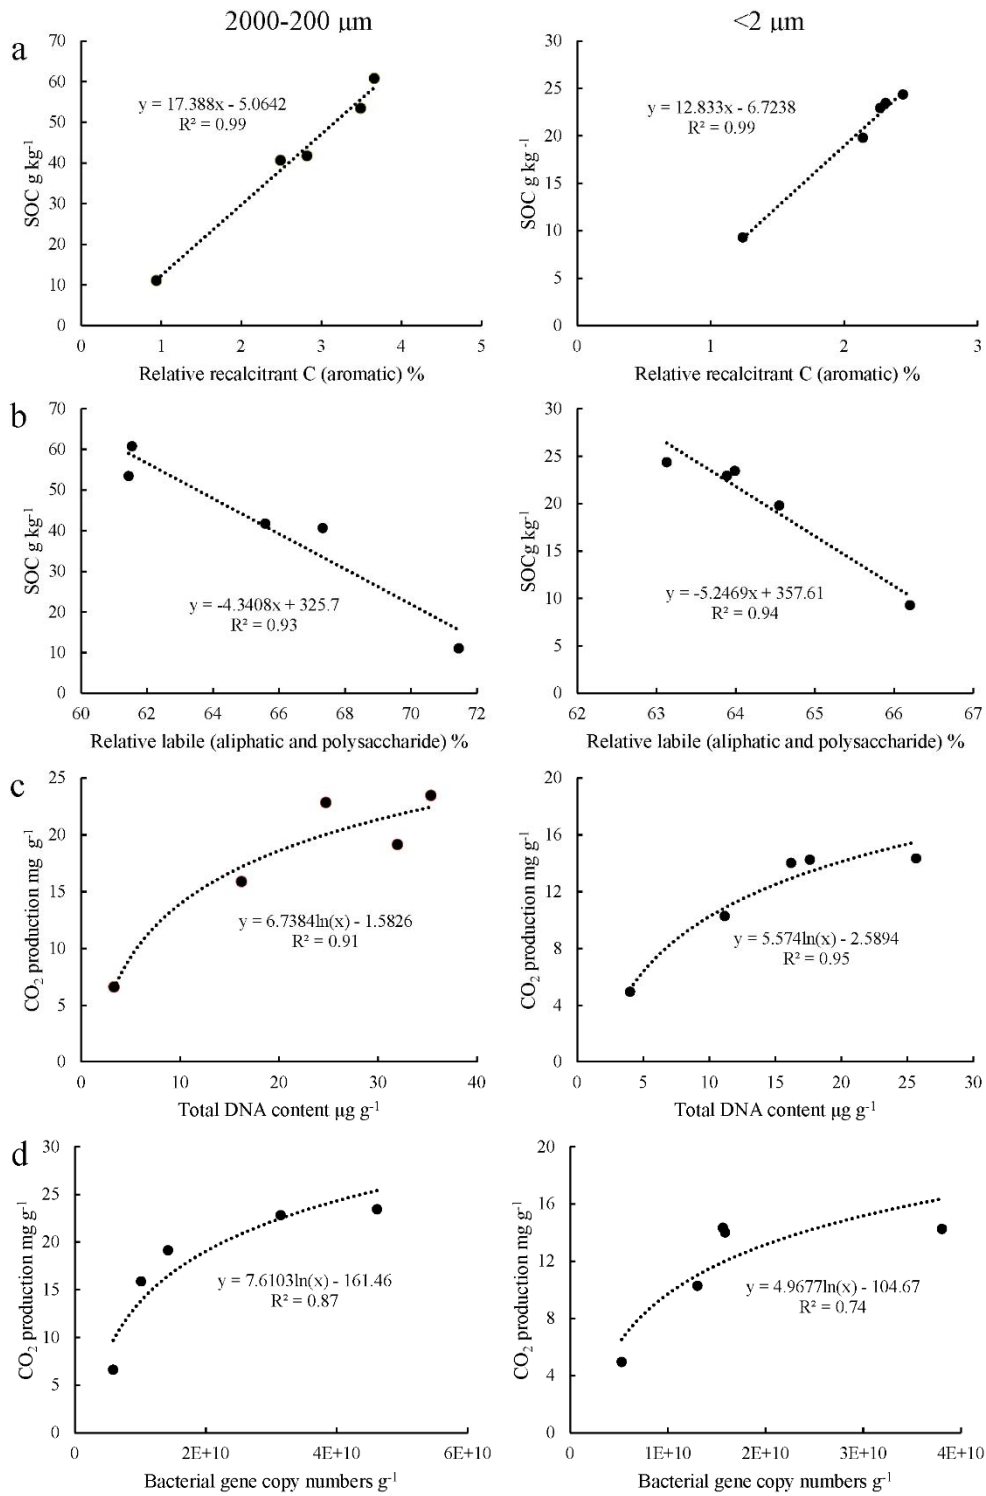 2000-200 μm
<2 μm
a
70
60
50
40
30
20
10
0
SOC g kg-1
y = 17.388x - 5.0642
R² = 0.99
0 1 2 3 4 5
Relative recalcitrant C (aromatic) %
30
25
20
15
10
5
0
SOC g kg -1
y = 12.833x - 6.7238
R² = 0.99
0 1 2 3
Relative recalcitrant C (aromatic) %
b
70
60
50
40
30
20
10
0
SOC g kg-1
y = -4.3408x + 325.7
R² = 0.93
60 62 64 66 68 70 72
Relative labile (aliphatic and polysaccharide) %
30
25
20
15
10
5
0
SOCg kg-1
y = -5.2469x + 357.61
R² = 0.94
62 63 64 65 66 67
Relative labile (aliphatic and polysaccharide) %
c
25
20
15
10
5
0
CO2 production mg g-1
y = 6.7384ln(x) - 1.5826
R² = 0.91
0 10 20 30 40
Total DNA content μg g-1
20
16
12
8
4
0
CO2 production mg g-1
y = 5.574ln(x) - 2.5894
R² = 0.95
0 5 10 15 20 25 30
Total DNA content μg g-1
d
30
25
20
15
10
5
0
CO2 production mg g-1
y = 7.6103ln(x) - 161.46
R² = 0.87
0 2E+10 4E+10 6E+10
Bacterial gene copy numbers g-1
20
16
12
8
4
0
CO2 production mg g-1
y = 4.9677ln(x) - 104.67
R² = 0.74
0 1E+10 2E+10 3E+10 4E+10
Bacterial gene copy numbers g-1